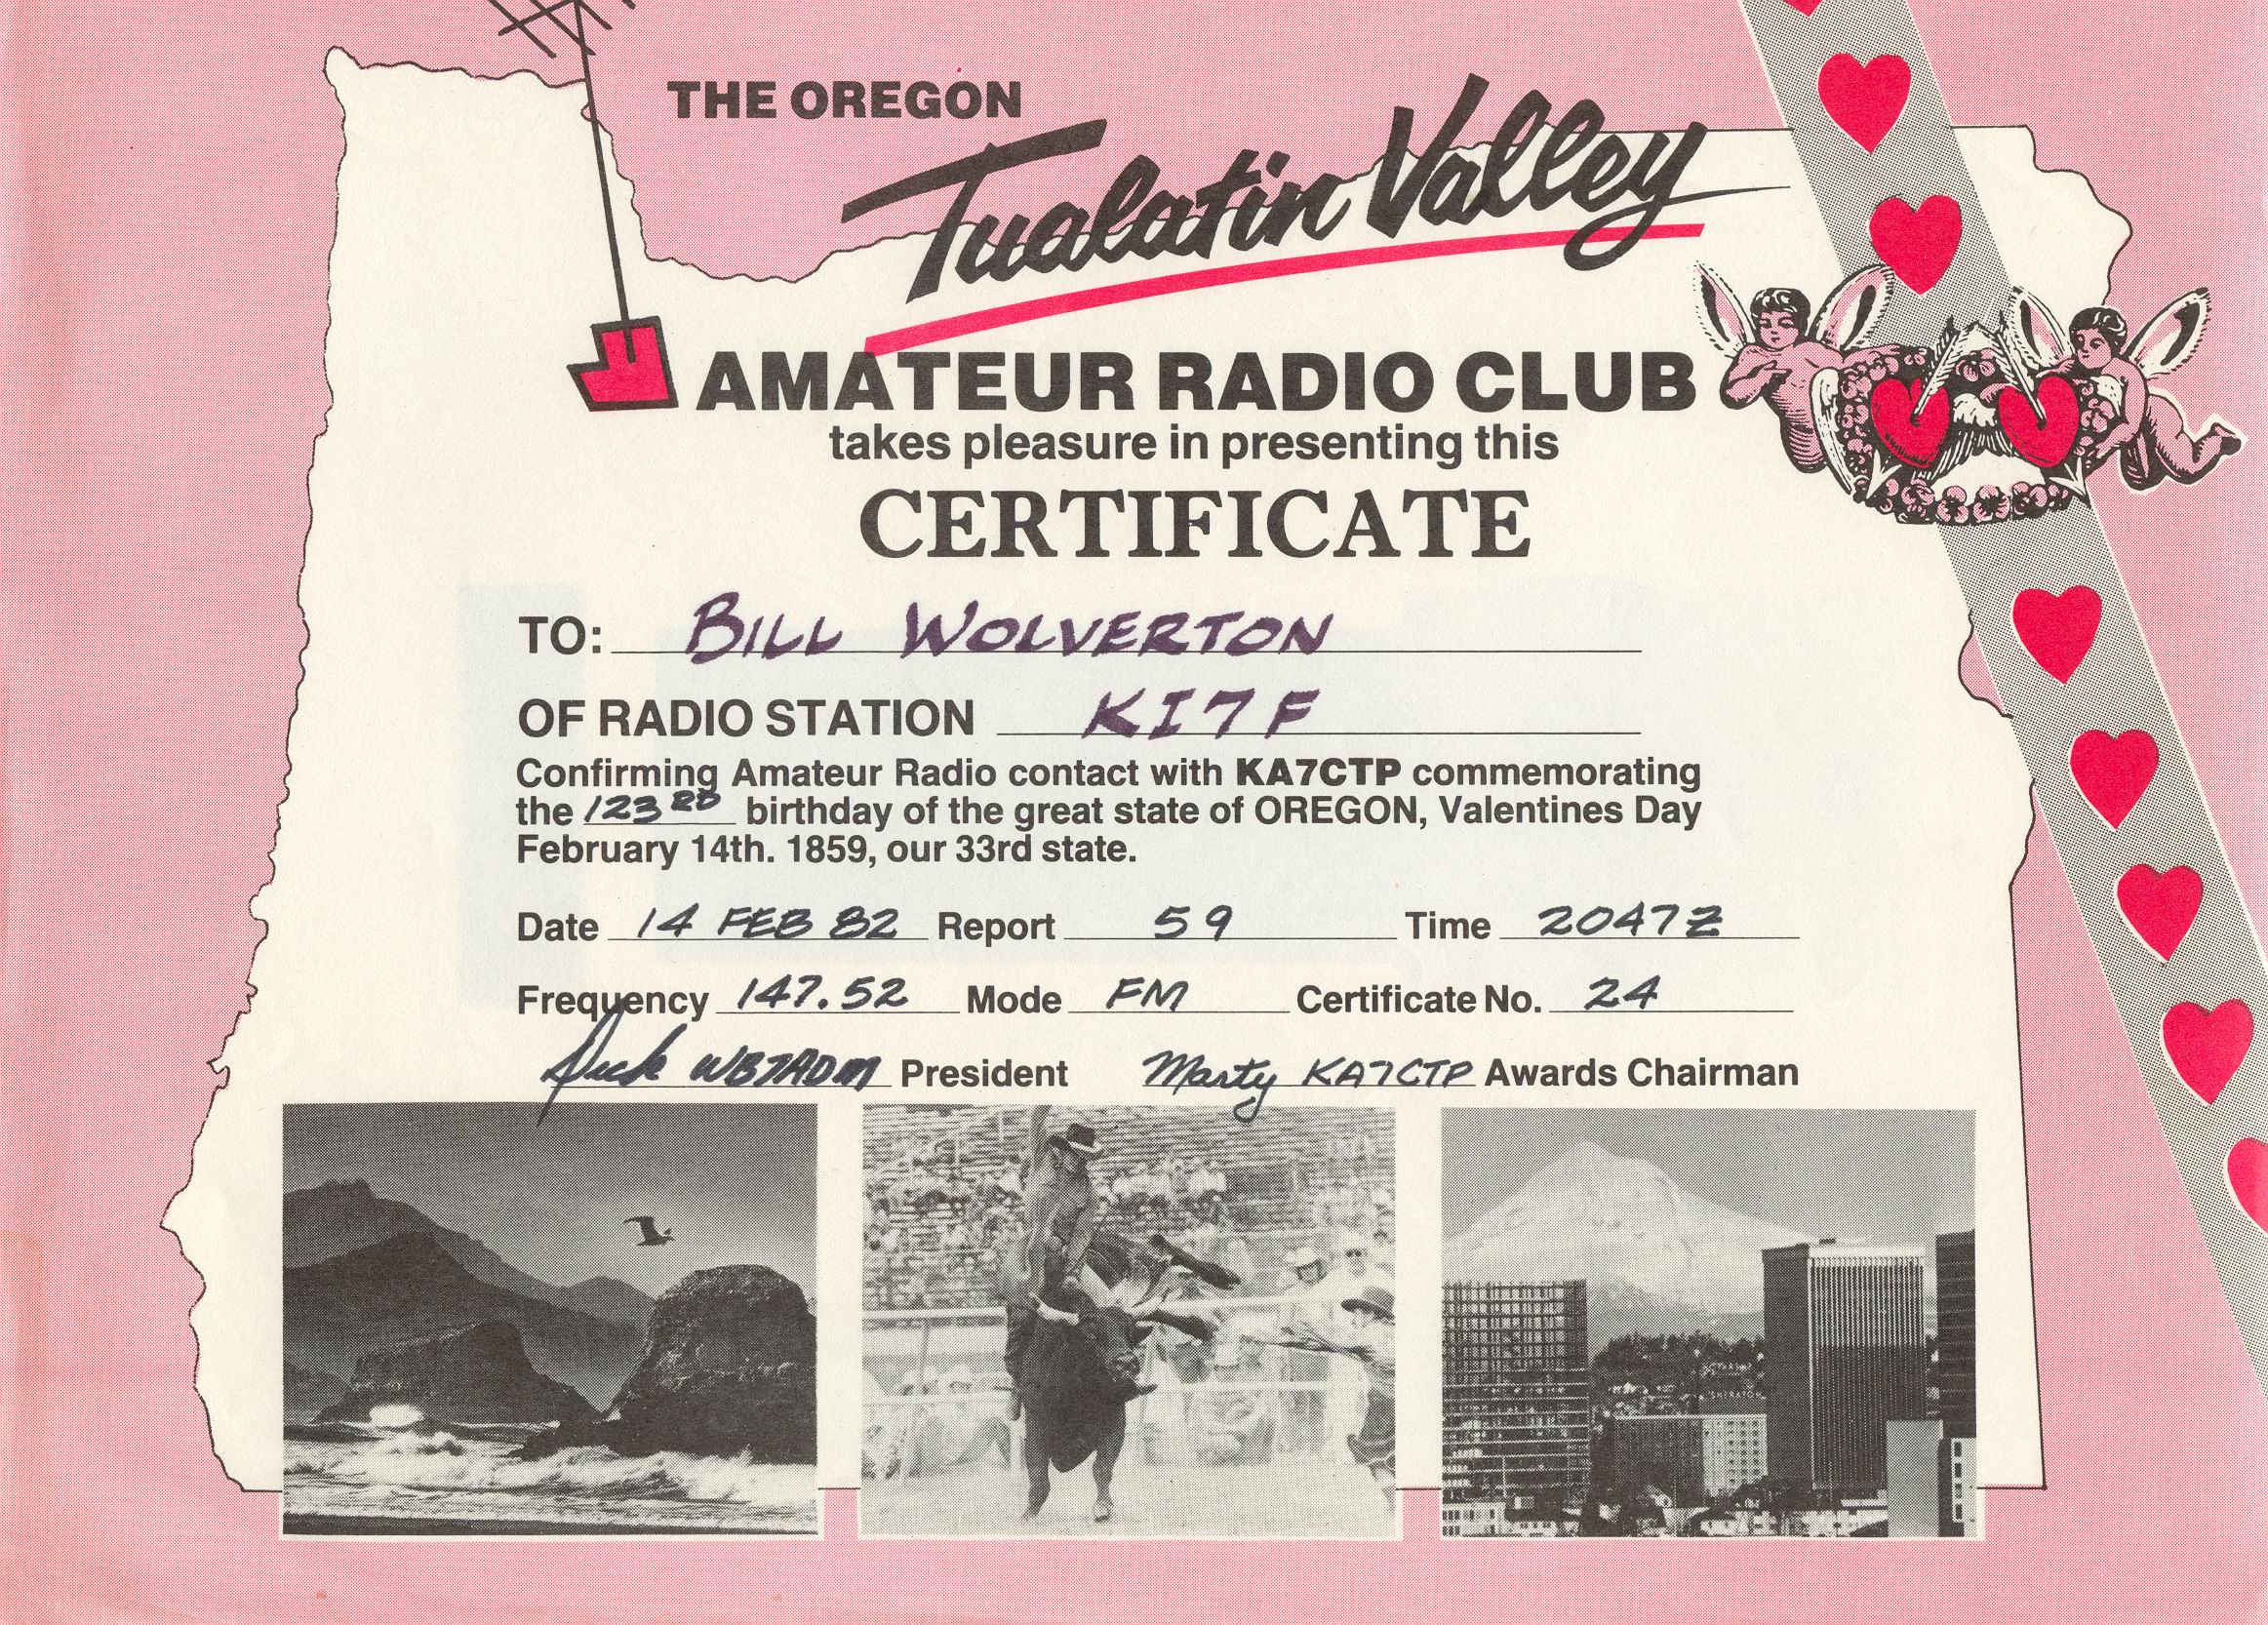 THE OREGON
Tualatin Valley
AMATEUR RADIO CLUB
takes pleasure in presenting this
CERTIFICATE
TO: BILL WOLVERTON
OF RADIO STATION KI7F
Confirming Amateur Radio contact with KA7CTP commemorating
the 123RD birthday of the great state of OREGON, Valentines Day
February 14th. 1859, our 33rd state.
Date 14 FEB 82 Report 59 Time 2047Z
Frequency 147.52 Mode FM Certificate No. 24
Dick WB7ADM President Marty KA7CTP Awards Chairman
SHERATON